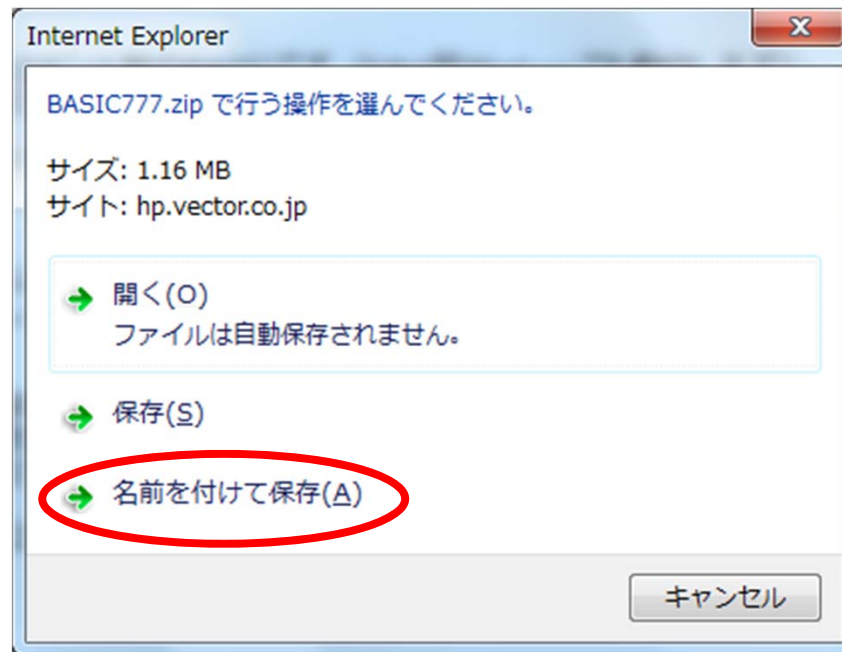 Internet Explorer
BASIC777.zip で行う操作を選んでください。
サイズ: 1.16 MB
サイト: hp.vector.co.jp
開く(O)
ファイルは自動保存されません。
保存(S)
名前を付けて保存(A)
キャンセル